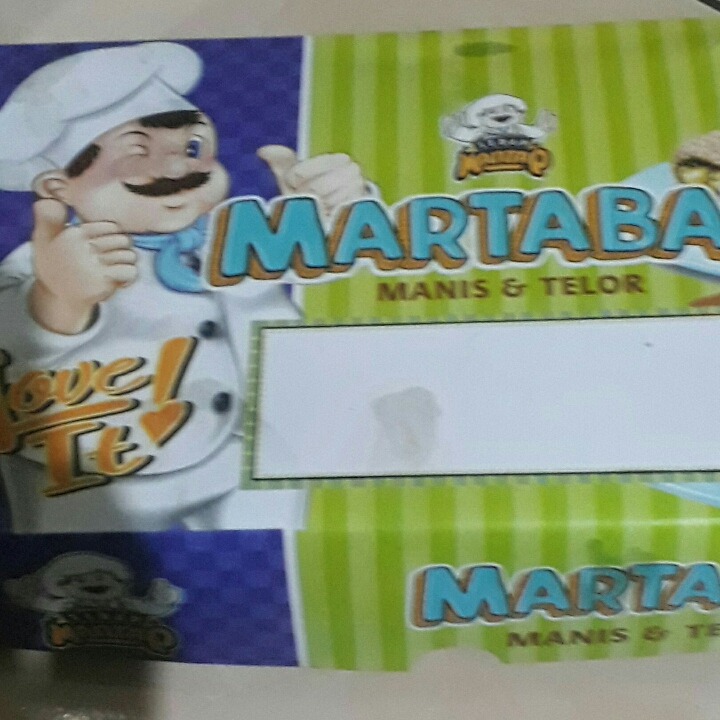 MARTABA
MANIS & TELOR
Love
It!
MARTA
MANIS & TE